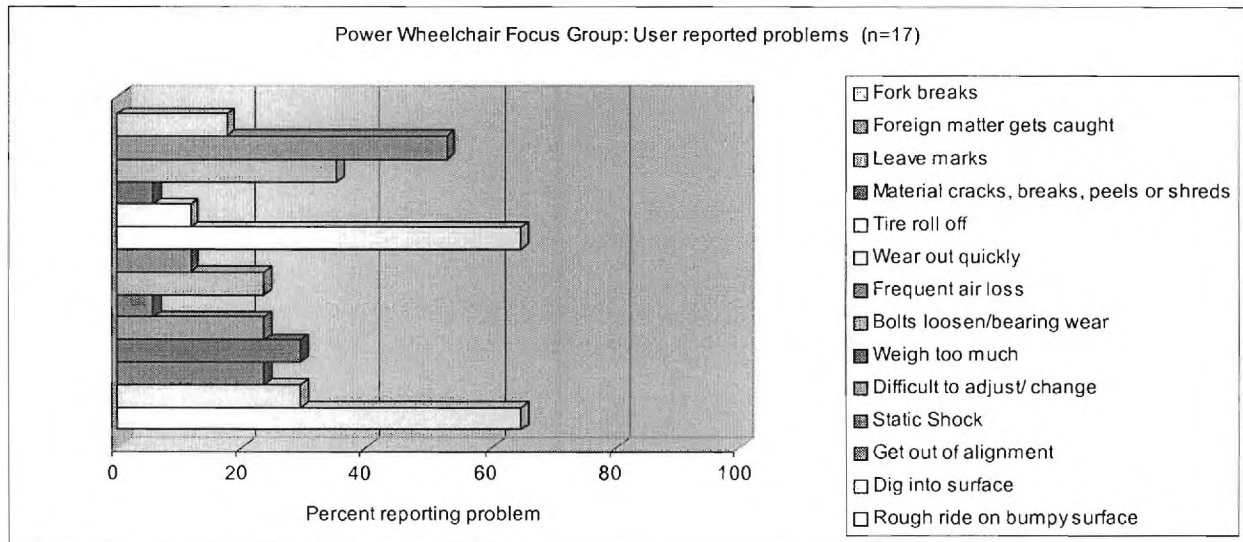 Power Wheelchair Focus Group: User reported problems (n=17)
Fork breaks
Foreign matter gets caught
Leave marks
Material cracks, breaks, peels or shreds
Tire roll off
Wear out quickly
Frequent air loss
Bolts loosen/bearing wear
Weigh too much
Difficult to adjust/ change
Static Shock
Get out of alignment
Dig into surface
Rough ride on bumpy surface
0 20 40 60 80 100
Percent reporting problem